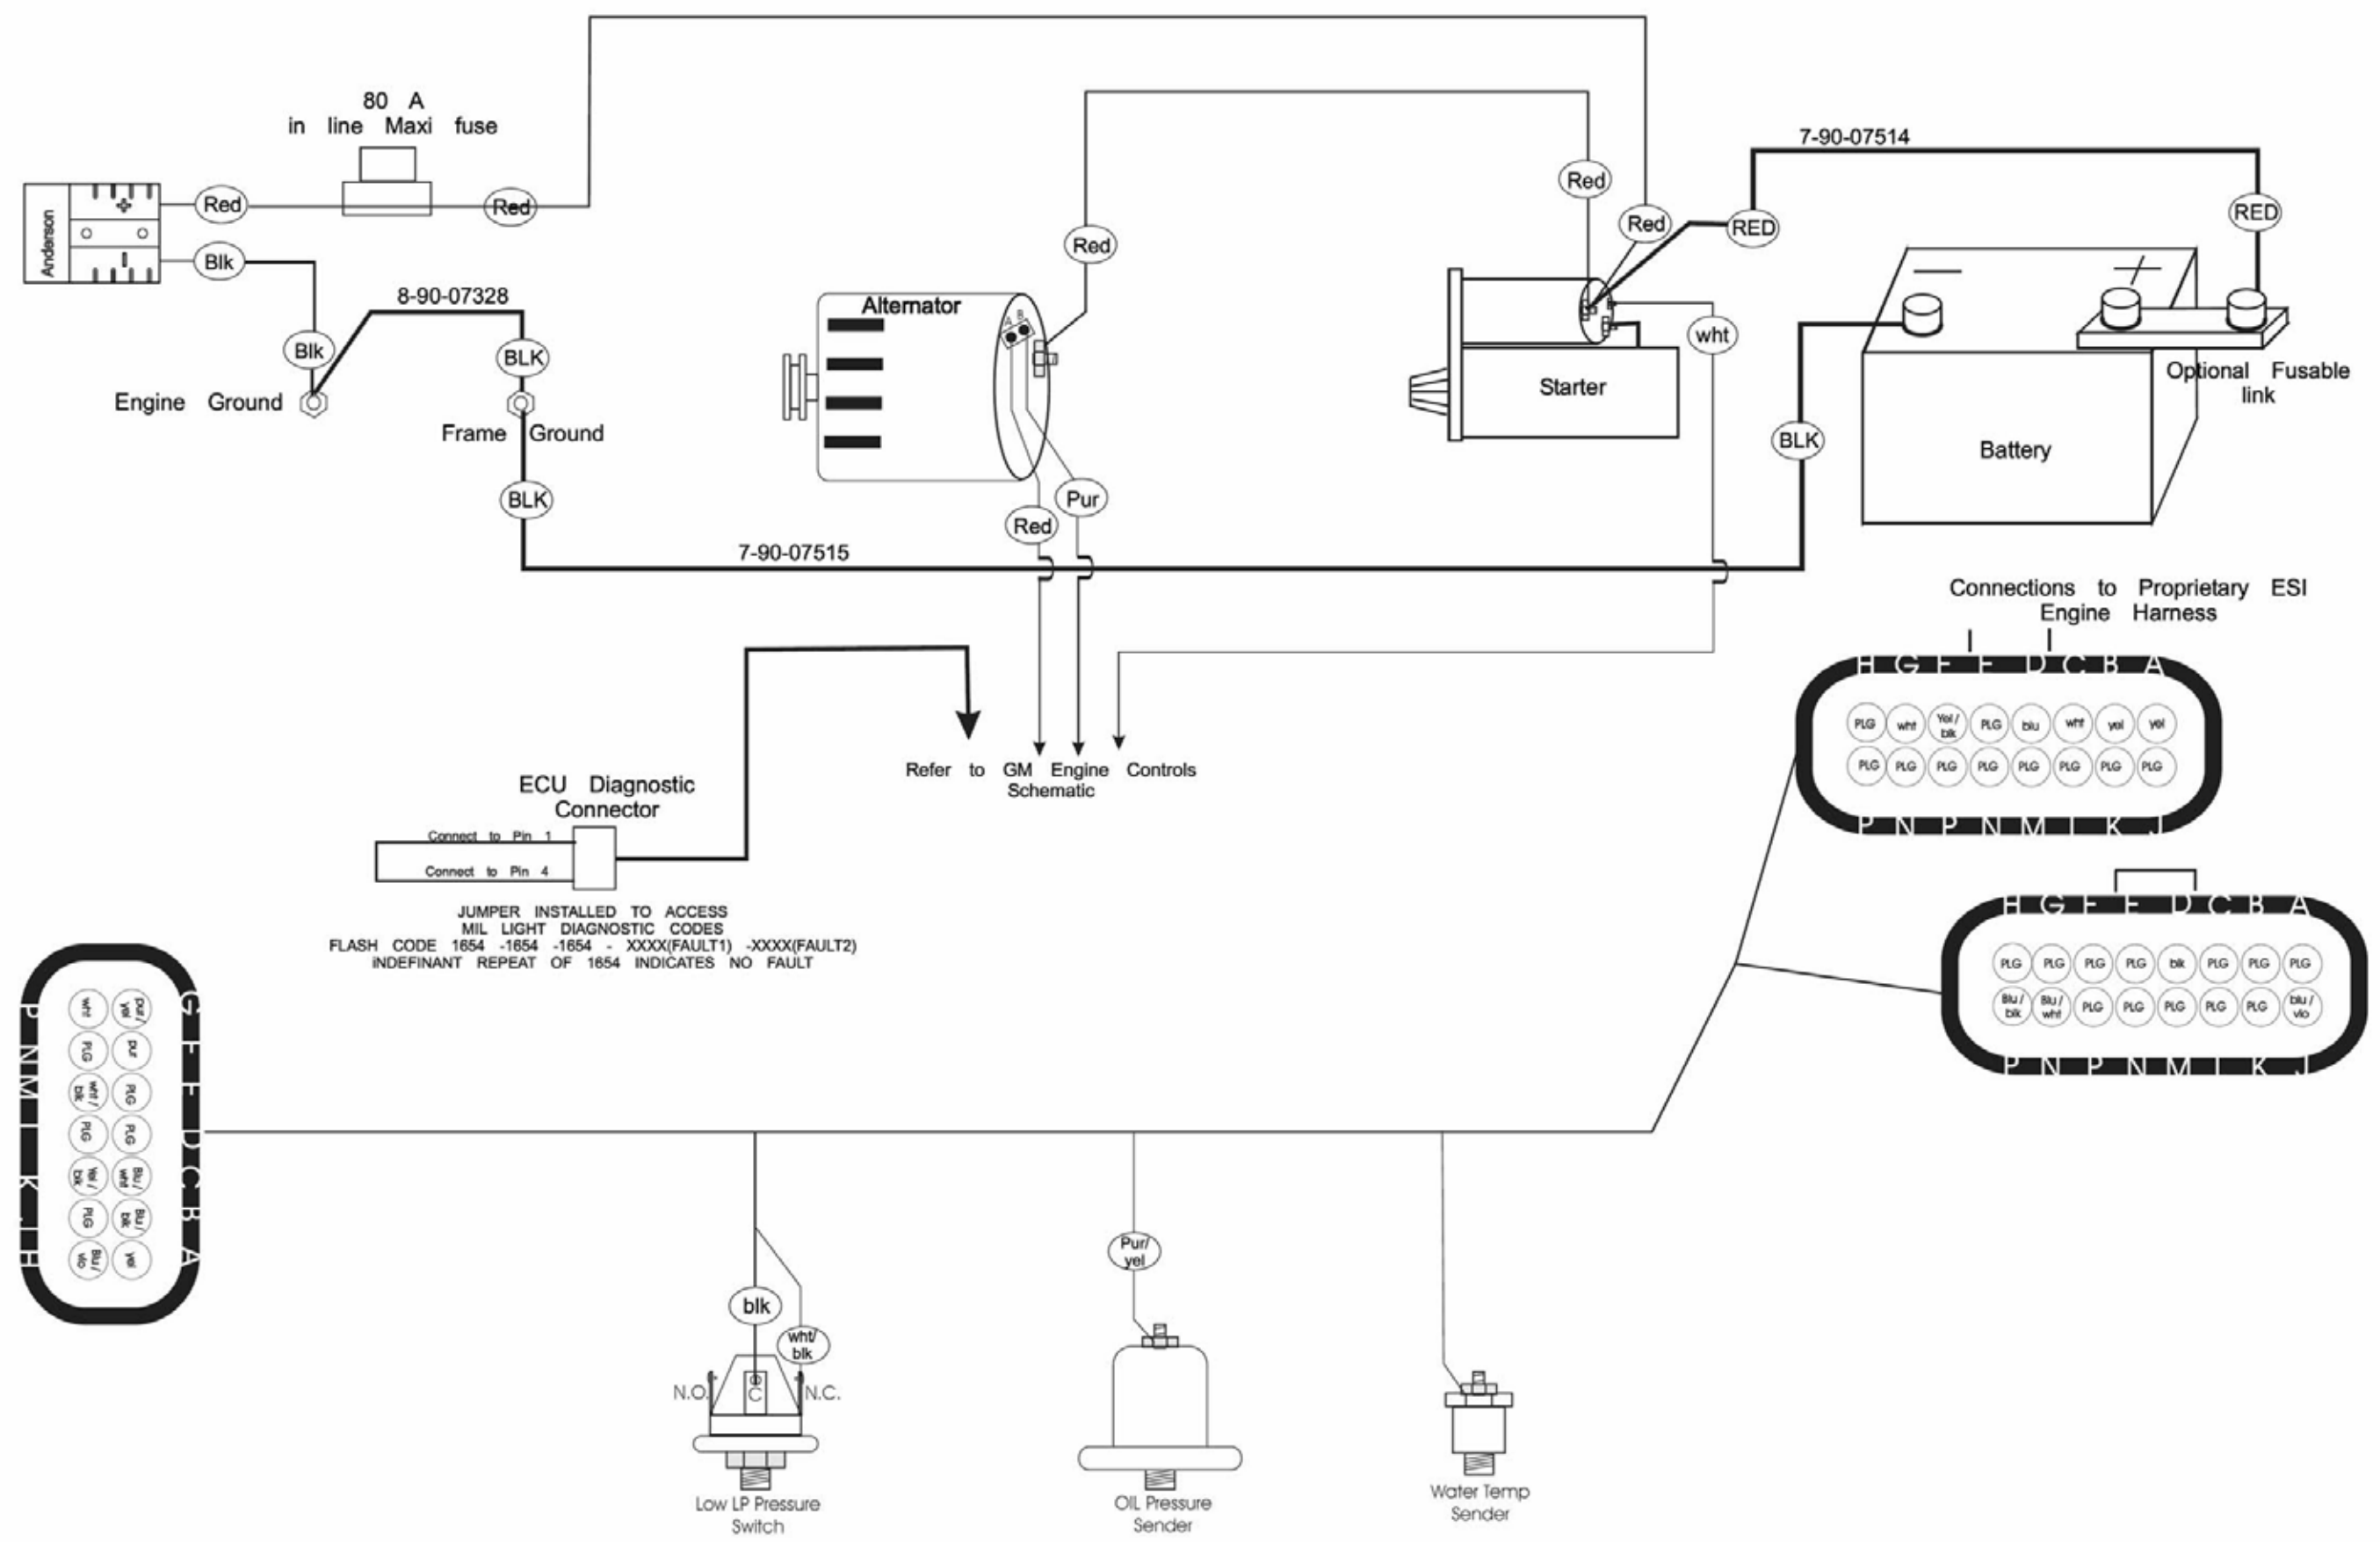 80 A
in line Maxi fuse
7-90-07514
Anderson
Red
Red
Red
Red
Red
RED
RED
Blk
8-90-07328
Blk
BLK
Engine Ground
Frame Ground
BLK
Alternator
A B
Starter
wht
BLK
Battery
Optional Fusable
link
Pur
Red
7-90-07515
Connections to Proprietary ESI
Engine Harness
H G F E D C B A
PLG wht Yel / blk PLG blu wht yel yel
PLG PLG PLG PLG PLG PLG PLG PLG
P N P N M L K J
Refer to GM Engine Controls
Schematic
ECU Diagnostic
Connector
Connect to Pin 1
Connect to Pin 4
JUMPER INSTALLED TO ACCESS
MIL LIGHT DIAGNOSTIC CODES
FLASH CODE 1654 -1654 -1654 - XXXX(FAULT1) -XXXX(FAULT2)
INDEFINANT REPEAT OF 1654 INDICATES NO FAULT
H G F E D C B A
PLG PLG PLG PLG blk PLG PLG PLG
Blu / blk Blu / wht PLG PLG PLG PLG PLG blu / vio
P N P N M L K J
G F E D C B A
pur / yel pur PLG PLG Blu / wht Blu / blk yel
wht PLG wht / blk PLG Yel / blk PLG Blu / vio
P N M L K J H
Pur/
yel
blk
wht/
blk
N.O.
C
N.C.
Low LP Pressure
Switch
OIL Pressure
Sender
Water Temp
Sender